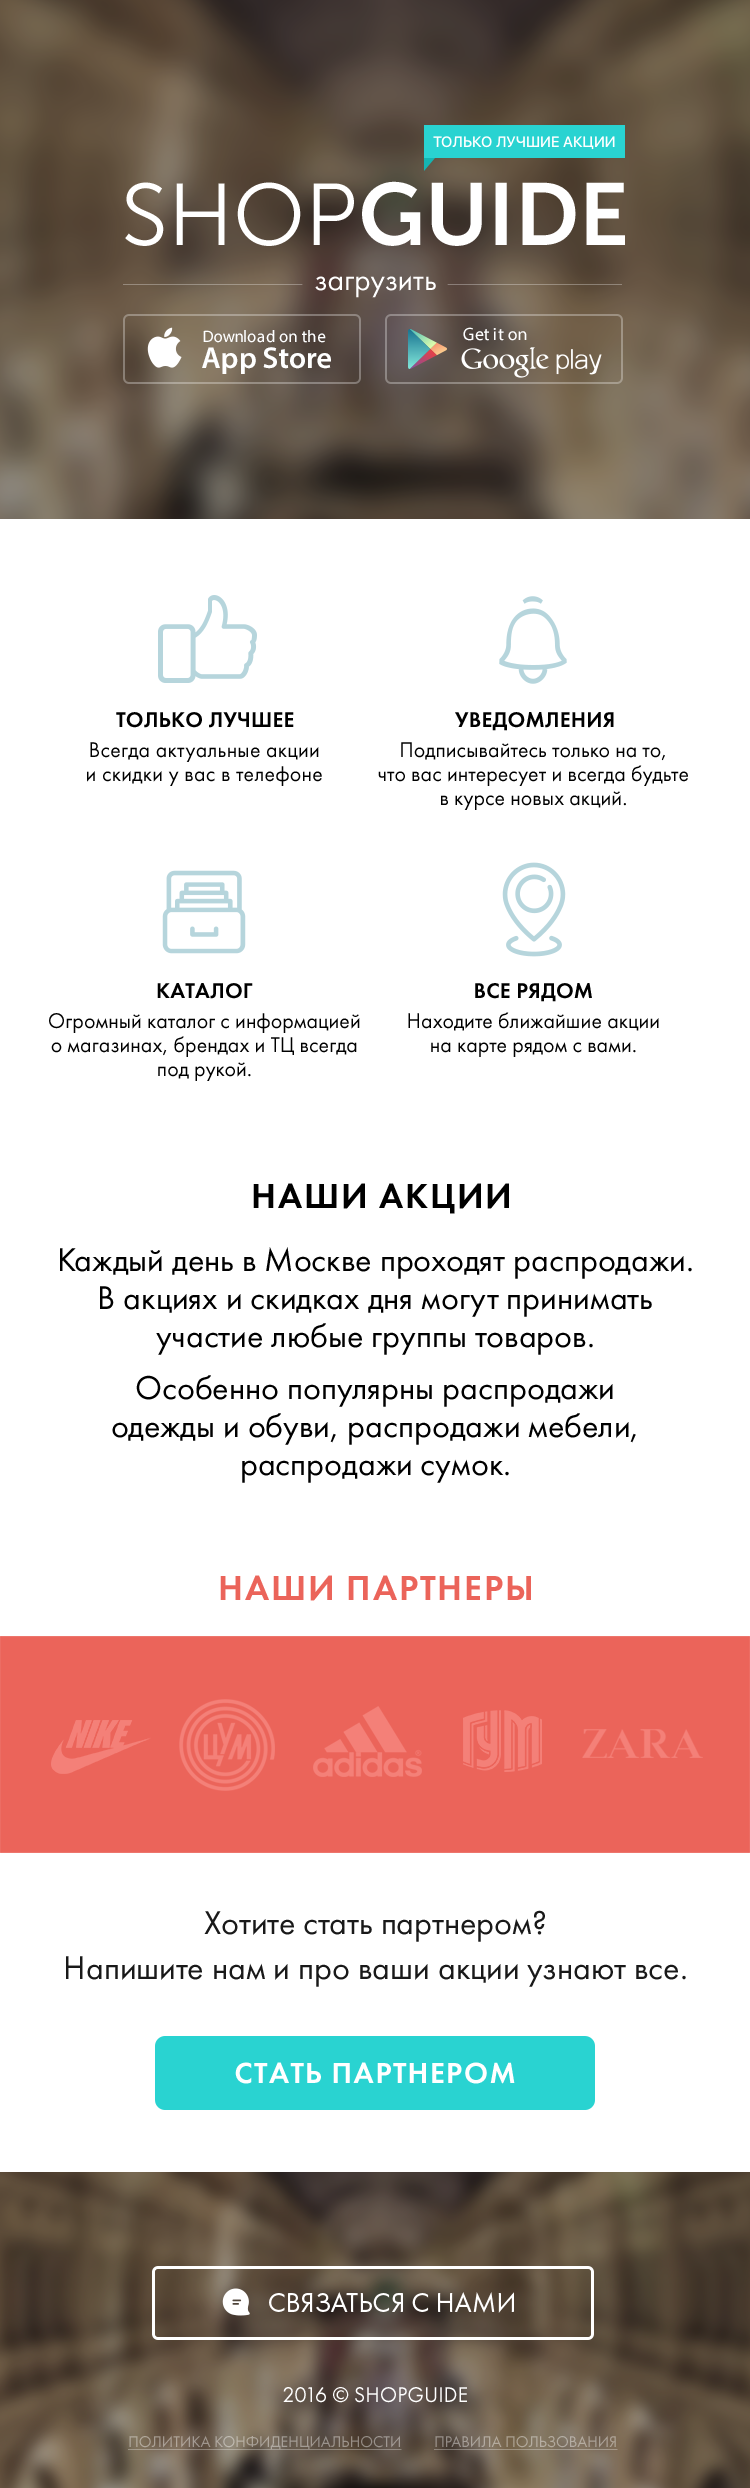 ТОЛЬКО ЛУЧШИЕ АКЦИИ
SHOPGUIDE
загрузить
Download on the
App Store
Get it on
Google play
ТОЛЬКО ЛУЧШЕЕ
Всегда актуальные акции
и скидки у вас в телефоне
УВЕДОМЛЕНИЯ
Подписывайтесь только на то,
что вас интересует и всегда будьте
в курсе новых акций.
КАТАЛОГ
Огромный каталог с информацией
о магазинах, брендах и ТЦ всегда
под рукой.
ВСЕ РЯДОМ
Находите ближайшие акции
на карте рядом с вами.
НАШИ АКЦИИ
Каждый день в Москве проходят распродажи.
В акциях и скидках дня могут принимать
участие любые группы товаров.
Особенно популярны распродажи
одежды и обуви, распродажи мебели,
распродажи сумок.
НАШИ ПАРТНЕРЫ
NIKE
ЦУМ
adidas
ГУМ
ZARA
Хотите стать партнером?
Напишите нам и про ваши акции узнают все.
СТАТЬ ПАРТНЕРОМ
СВЯЗАТЬСЯ С НАМИ
2016 © SHOPGUIDE
ПОЛИТИКА КОНФИДЕНЦИАЛЬНОСТИ
ПРАВИЛА ПОЛЬЗОВАНИЯ